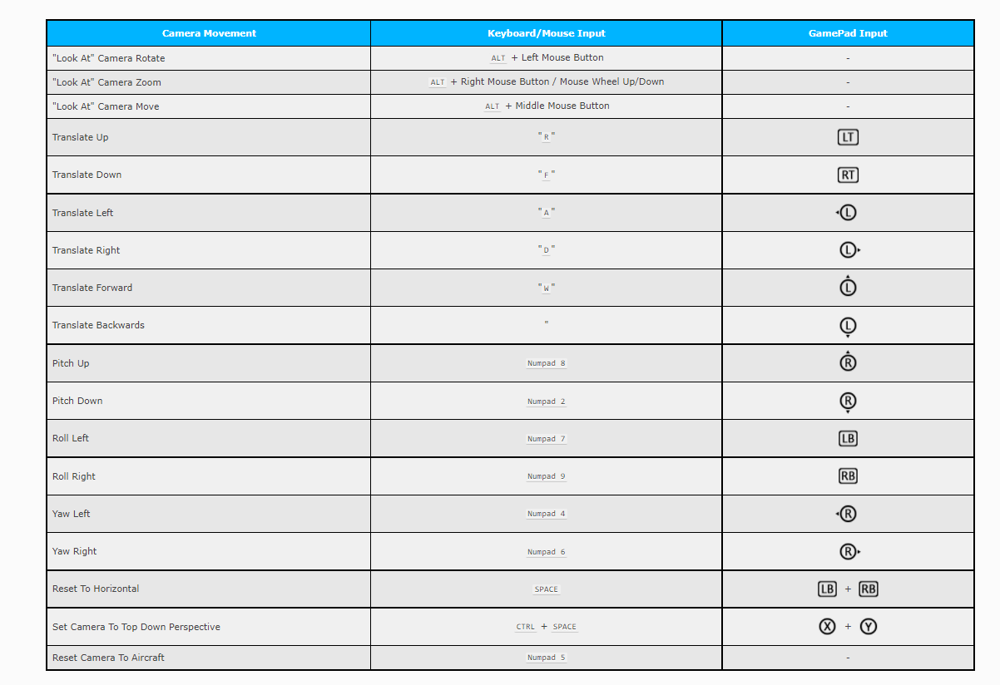 Camera Movement Keyboard/Mouse Input GamePad Input
"Look At" Camera Rotate ALT + Left Mouse Button -
"Look At" Camera Zoom ALT + Right Mouse Button / Mouse Wheel Up/Down -
"Look At" Camera Move ALT + Middle Mouse Button -
Translate Up "R" LT
Translate Down "F" RT
Translate Left "A" L
Translate Right "D" L
Translate Forward "W" L
Translate Backwards " L
Pitch Up Numpad 8 R
Pitch Down Numpad 2 R
Roll Left Numpad 7 LB
Roll Right Numpad 9 RB
Yaw Left Numpad 4 R
Yaw Right Numpad 6 R
Reset To Horizontal SPACE LB + RB
Set Camera To Top Down Perspective CTRL + SPACE X + Y
Reset Camera To Aircraft Numpad 5 -